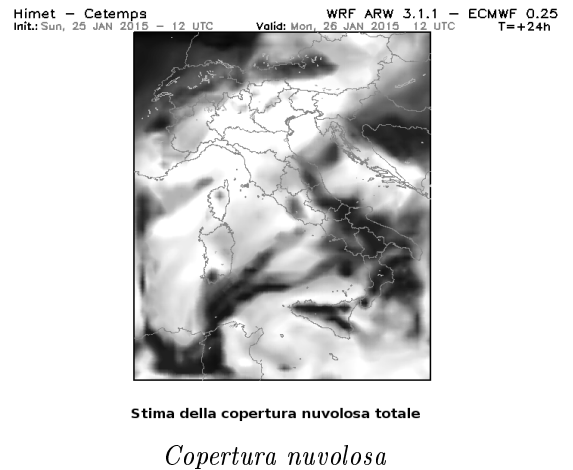 Himet – Cetemps WRF ARW 3.1.1 – ECMWF 0.25
Init.: Sun, 25 JAN 2015 – 12 UTC Valid: Mon, 26 JAN 2015 12 UTC T=+24h
Stima della copertura nuvolosa totale
Copertura nuvolosa